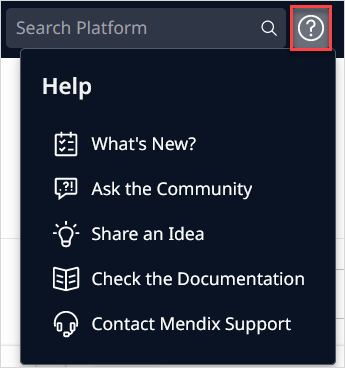 Search Platform
Help
What's New?
Ask the Community
Share an Idea
Check the Documentation
Contact Mendix Support